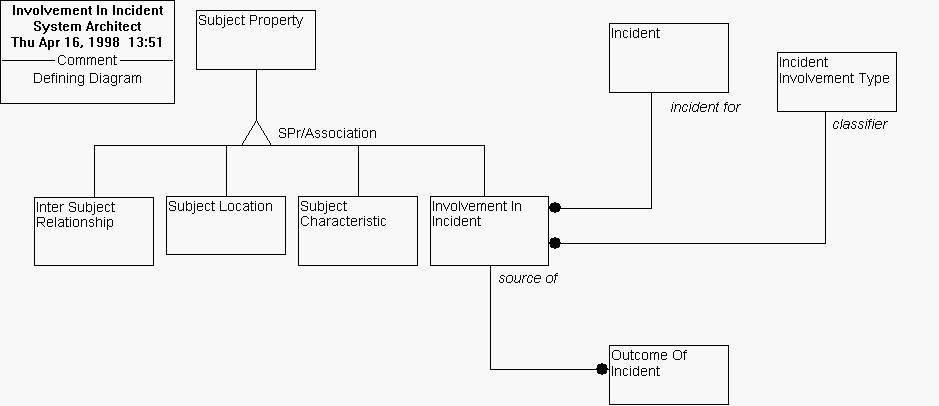 Involvement In Incident
System Architect
Thu Apr 16, 1998  13:51
Comment
Defining Diagram
Subject Property
Incident
Incident
Involvement Type
incident for
classifier
SPr/Association
Inter Subject
Relationship
Subject Location
Subject
Characteristic
Involvement In
Incident
source of
Outcome Of
Incident